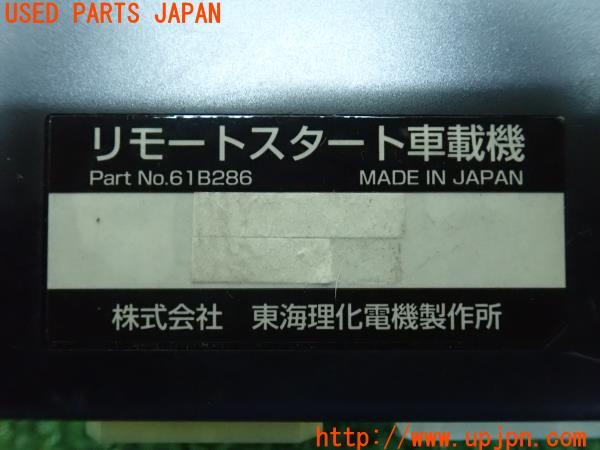 USED PARTS JAPAN
リモートスタート車載機
Part No.61B286 MADE IN JAPAN
株式会社 東海理化電機製作所
http://www.upjpn.com